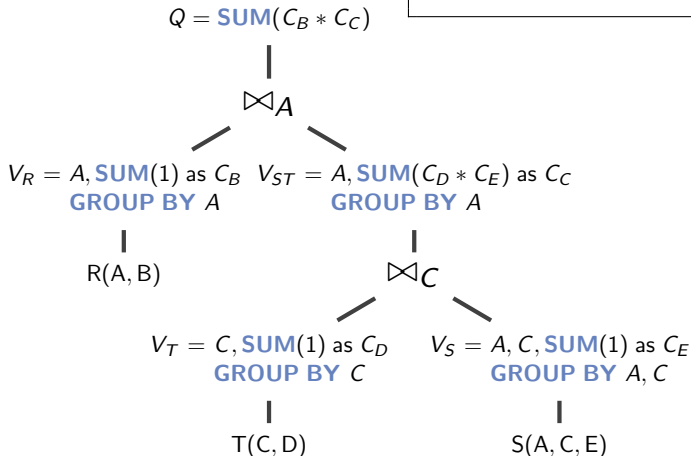 Q = SUM(C_B * C_C)
⋈_A
V_R = A, SUM(1) as C_B
GROUP BY A
V_ST = A, SUM(C_D * C_E) as C_C
GROUP BY A
R(A, B)
⋈_C
V_T = C, SUM(1) as C_D
GROUP BY C
V_S = A, C, SUM(1) as C_E
GROUP BY A, C
T(C, D)
S(A, C, E)